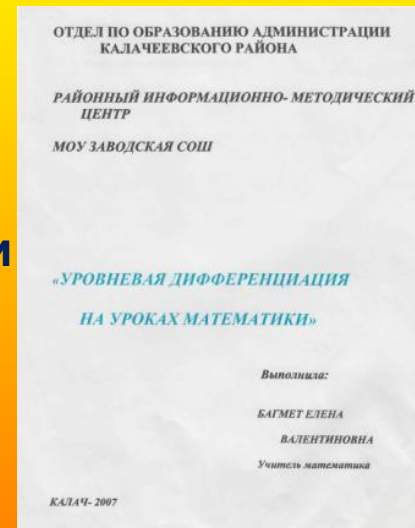 ОТДЕЛ ПО ОБРАЗОВАНИЮ АДМИНИСТРАЦИИ
КАЛАЧЕЕВСКОГО РАЙОНА
РАЙОННЫЙ ИНФОРМАЦИОННО- МЕТОДИЧЕСКИЙ
ЦЕНТР
МОУ ЗАВОДСКАЯ СОШ
и
«УРОВНЕВАЯ ДИФФЕРЕНЦИАЦИЯ
НА УРОКАХ МАТЕМАТИКИ»
Выполнила:
БАГМЕТ ЕЛЕНА
ВАЛЕНТИНОВНА
Учитель математики
КАЛАЧ- 2007